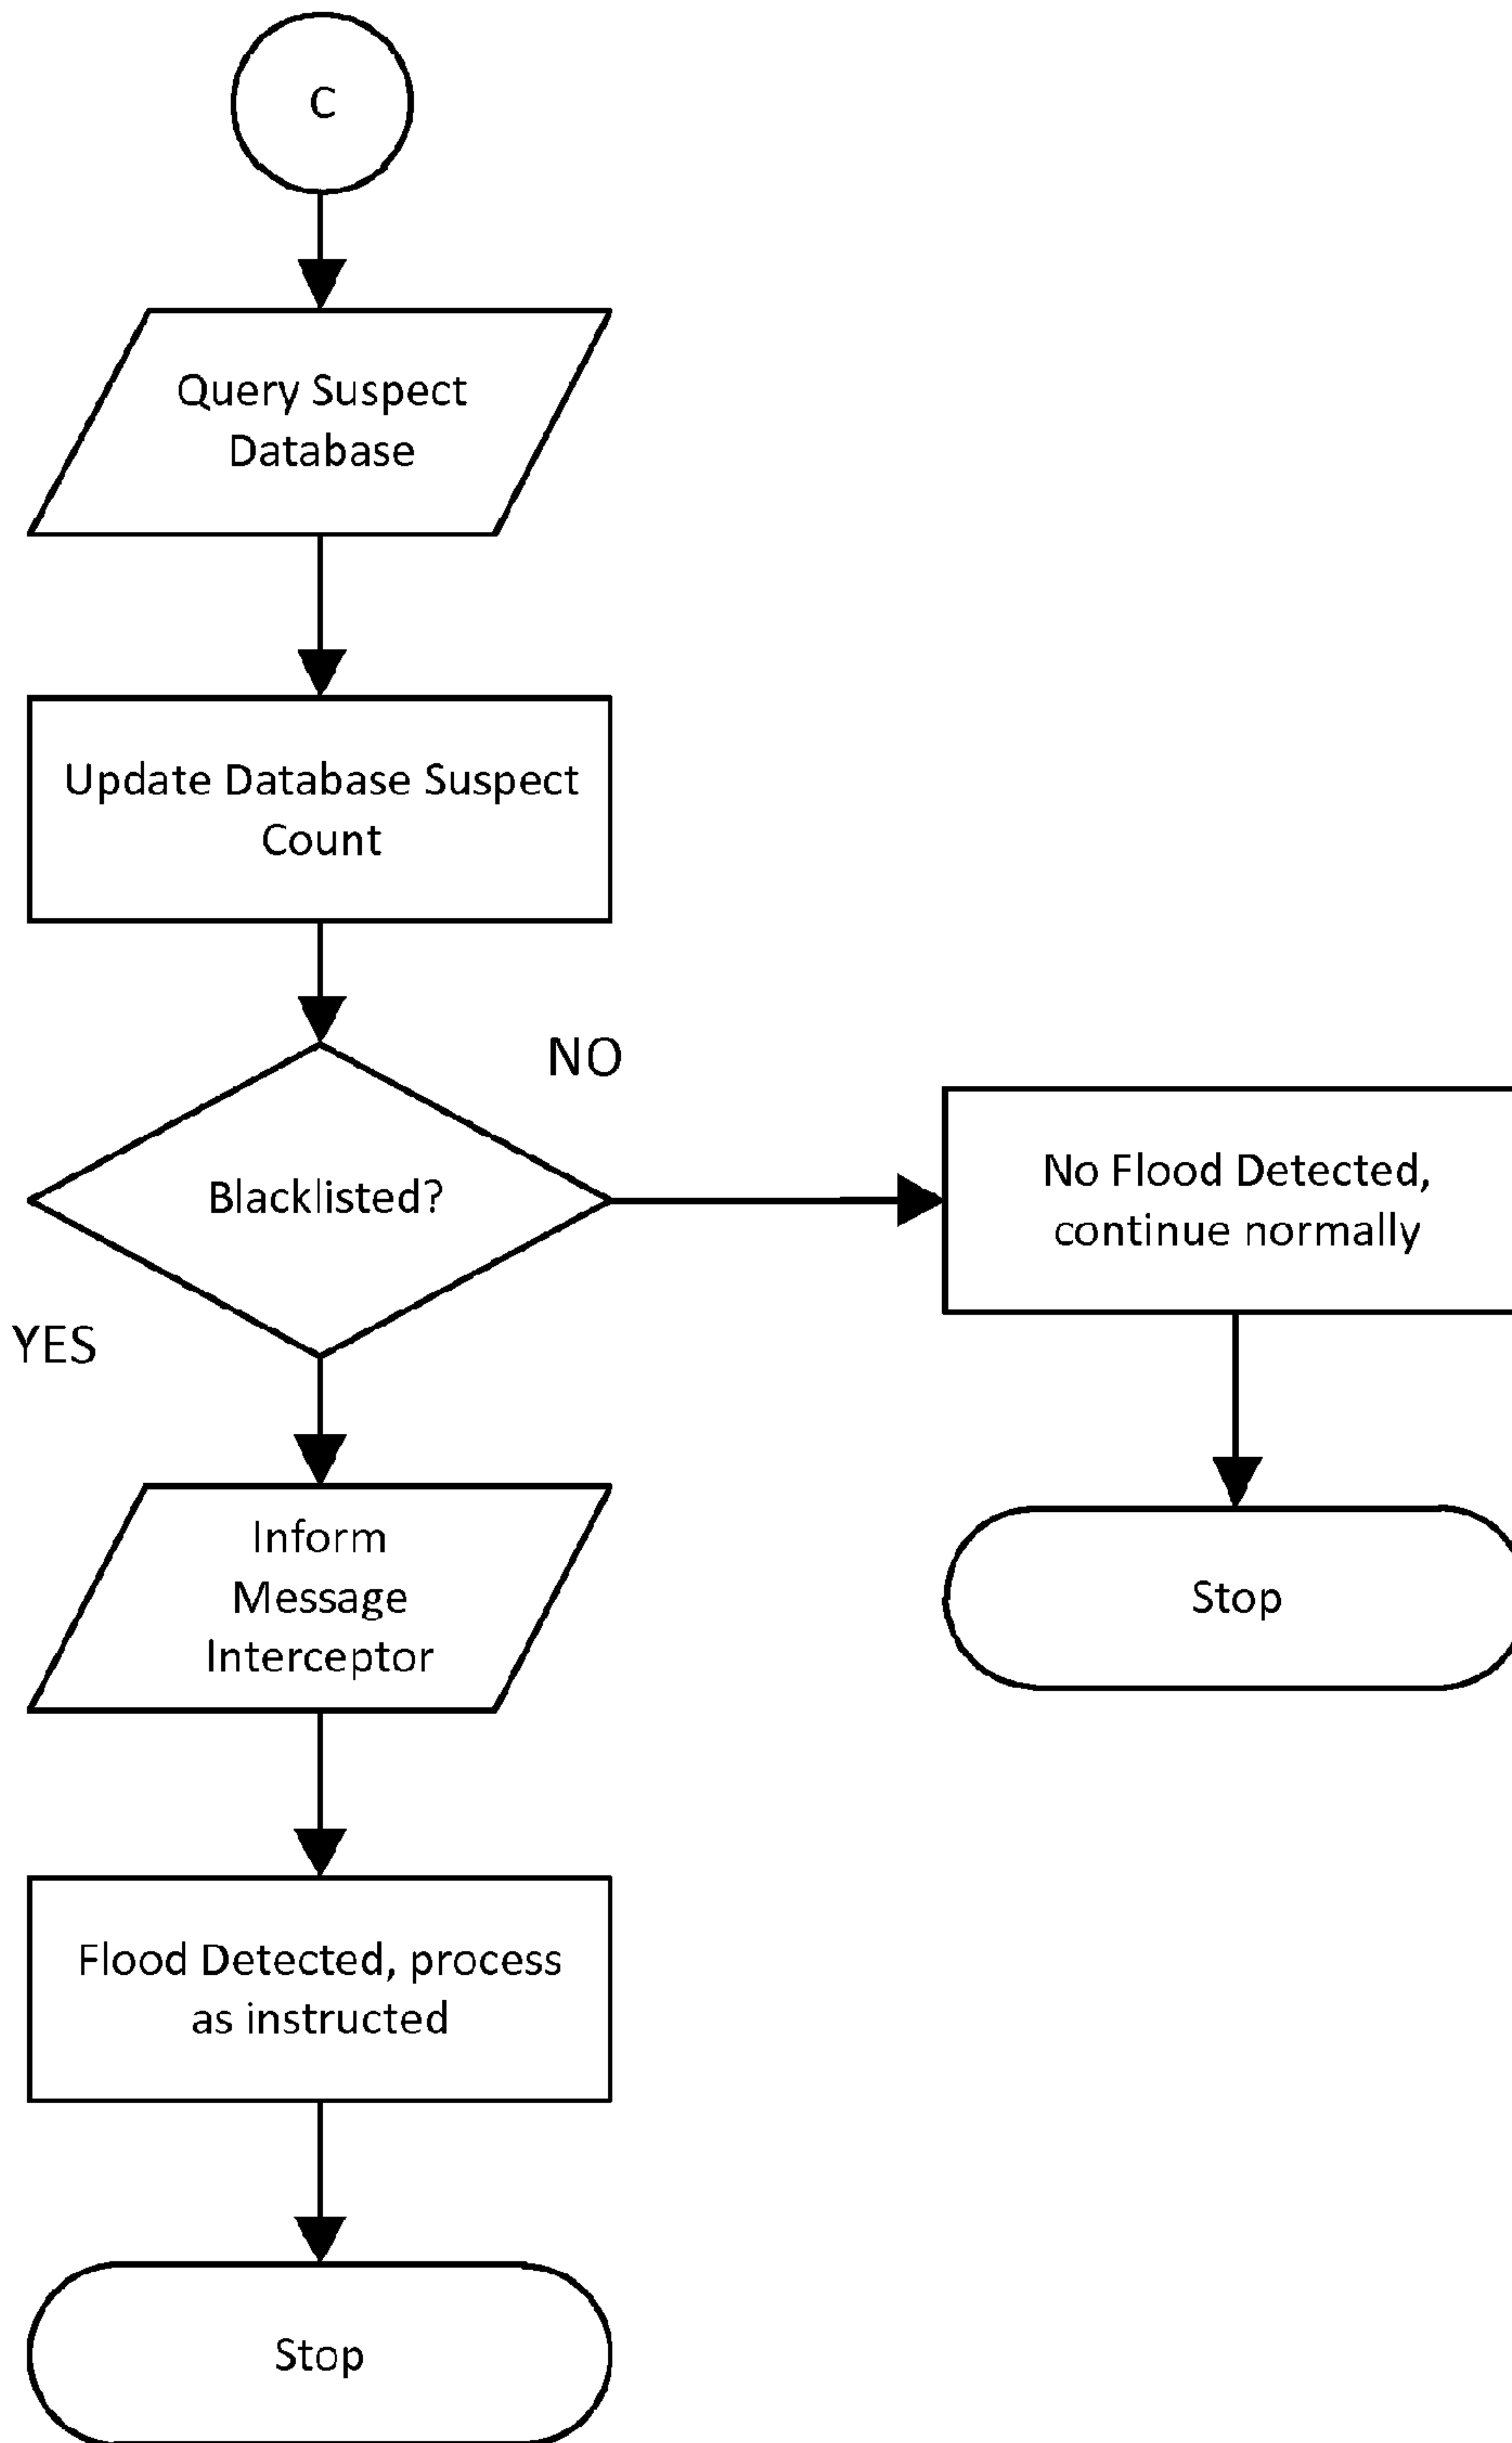 C
Query Suspect
Database
Update Database Suspect
Count
NO
Blacklisted?
No Flood Detected,
continue normally
YES
Inform
Message
Interceptor
Stop
Flood Detected, process
as instructed
Stop